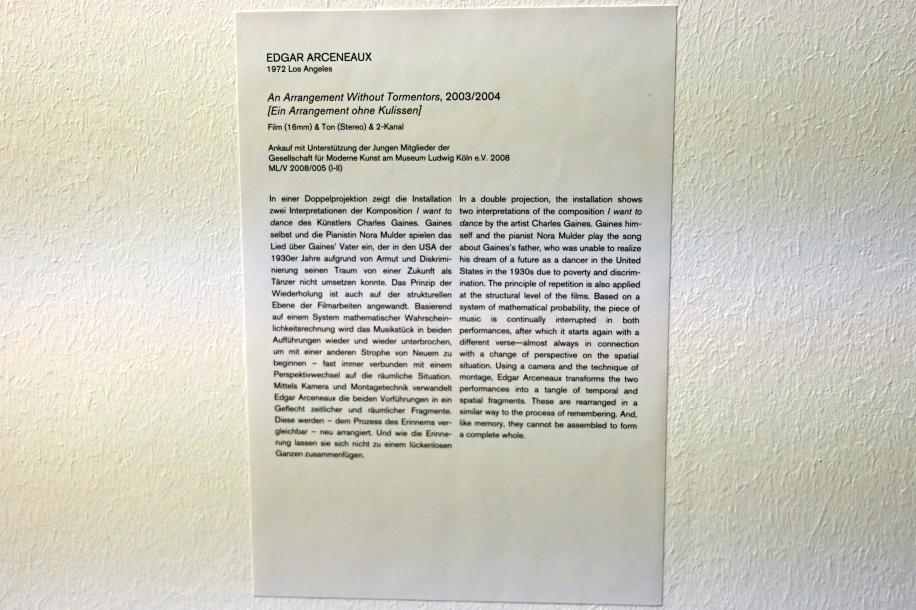 EDGAR ARCENEAUX
1972 Los Angeles
An Arrangement Without Tormentors, 2003/2004
[Ein Arrangement ohne Kulissen]
Film (16mm) & Ton (Stereo) & 2-Kanal
Ankauf mit Unterstützung der Jungen Mitglieder der
Gesellschaft für Moderne Kunst am Museum Ludwig Köln e.V. 2008
ML/V 2008/005 (I-II)
In einer Doppelprojektion zeigt die Installation
zwei Interpretationen der Komposition I want to
dance des Künstlers Charles Gaines. Gaines
selbst und die Pianistin Nora Mulder spielen das
Lied über Gaines' Vater ein, der in den USA der
1930er Jahre aufgrund von Armut und Diskrimi-
nierung seinen Traum von einer Zukunft als
Tänzer nicht umsetzen konnte. Das Prinzip der
Wiederholung ist auch auf der strukturellen
Ebene der Filmarbeiten angewandt. Basierend
auf einem System mathematischer Wahrschein-
lichkeitsrechnung wird das Musikstück in beiden
Aufführungen wieder und wieder unterbrochen,
um mit einer anderen Strophe von Neuem zu
beginnen – fast immer verbunden mit einem
Perspektivwechsel auf die räumliche Situation.
Mittels Kamera und Montagetechnik verwandelt
Edgar Arceneaux die beiden Vorführungen in ein
Geflecht zeitlicher und räumlicher Fragmente.
Diese werden – dem Prozess des Erinnerns ver-
gleichbar – neu arrangiert. Und wie die Erinne-
rung lassen sie sich nicht zu einem lückenlosen
Ganzen zusammenfügen.
In a double projection, the installation shows
two interpretations of the composition I want to
dance by the artist Charles Gaines. Gaines him-
self and the pianist Nora Mulder play the song
about Gaines's father, who was unable to realize
his dream of a future as a dancer in the United
States in the 1930s due to poverty and discrim-
ination. The principle of repetition is also applied
at the structural level of the films. Based on a
system of mathematical probability, the piece of
music is continually interrupted in both
performances, after which it starts again with a
different verse—almost always in connection
with a change of perspective on the spatial
situation. Using a camera and the technique of
montage, Edgar Arceneaux transforms the two
performances into a tangle of temporal and
spatial fragments. These are rearranged in a
similar way to the process of remembering. And,
like memory, they cannot be assembled to form
a complete whole.